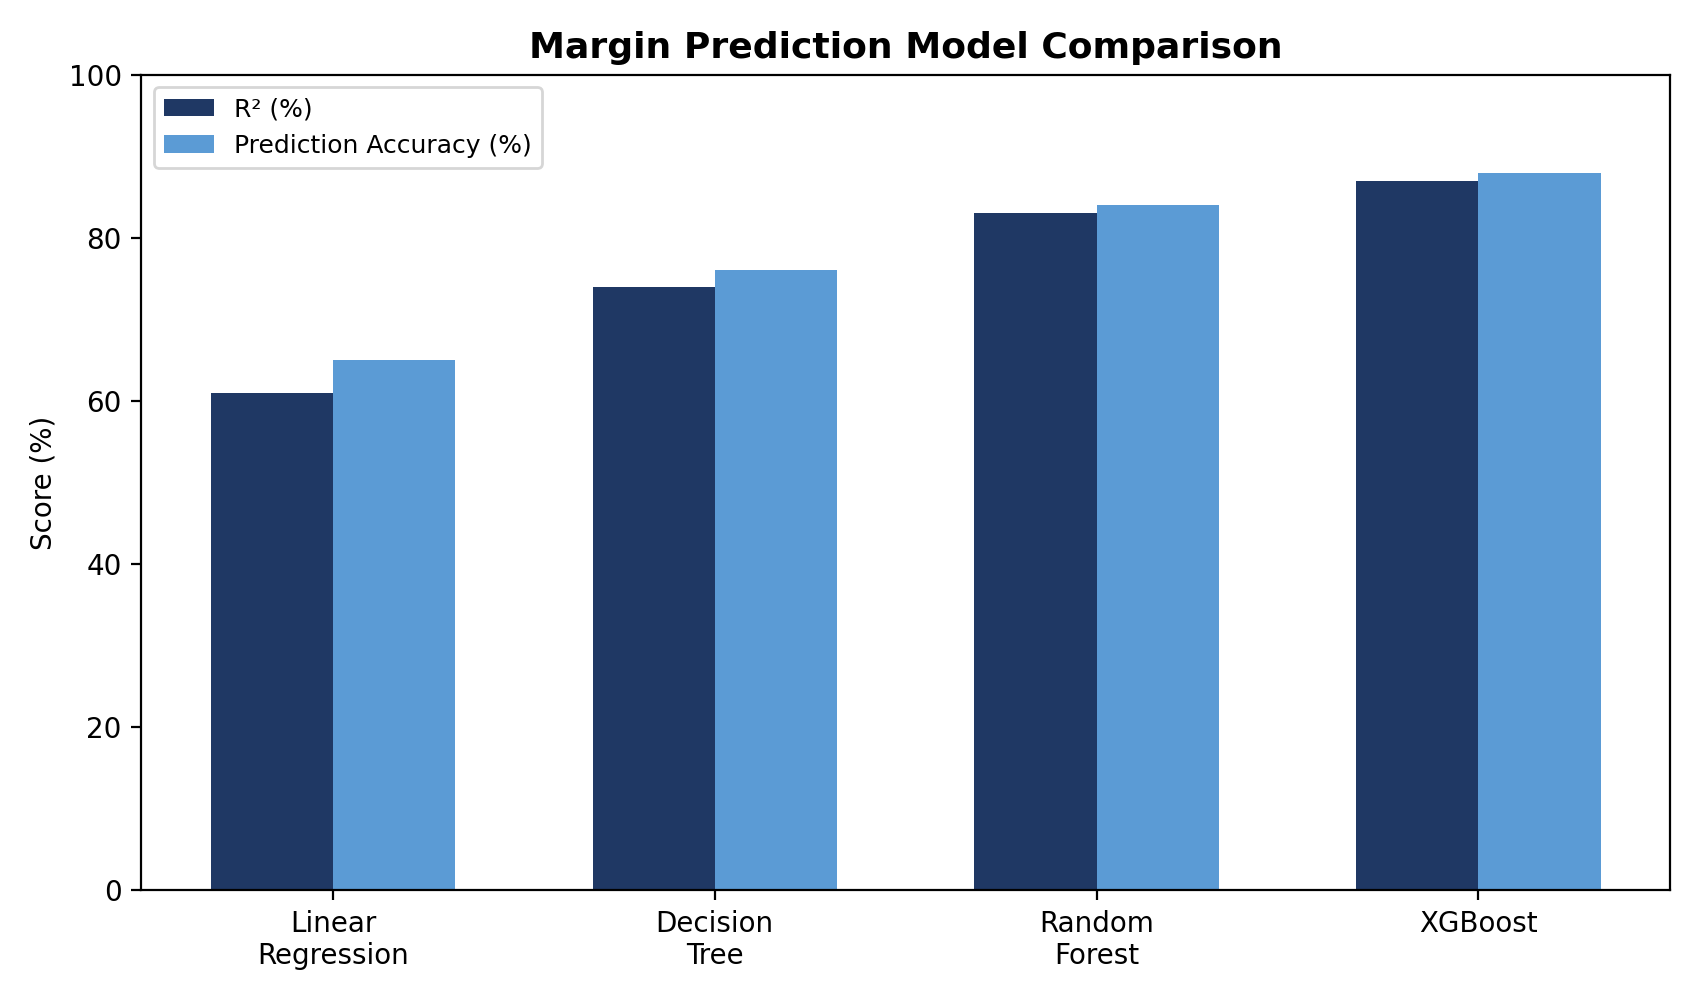 Margin Prediction Model Comparison
R² (%)
Prediction Accuracy (%)
Score (%)
100
80
60
40
20
0
Linear
Regression
Decision
Tree
Random
Forest
XGBoost